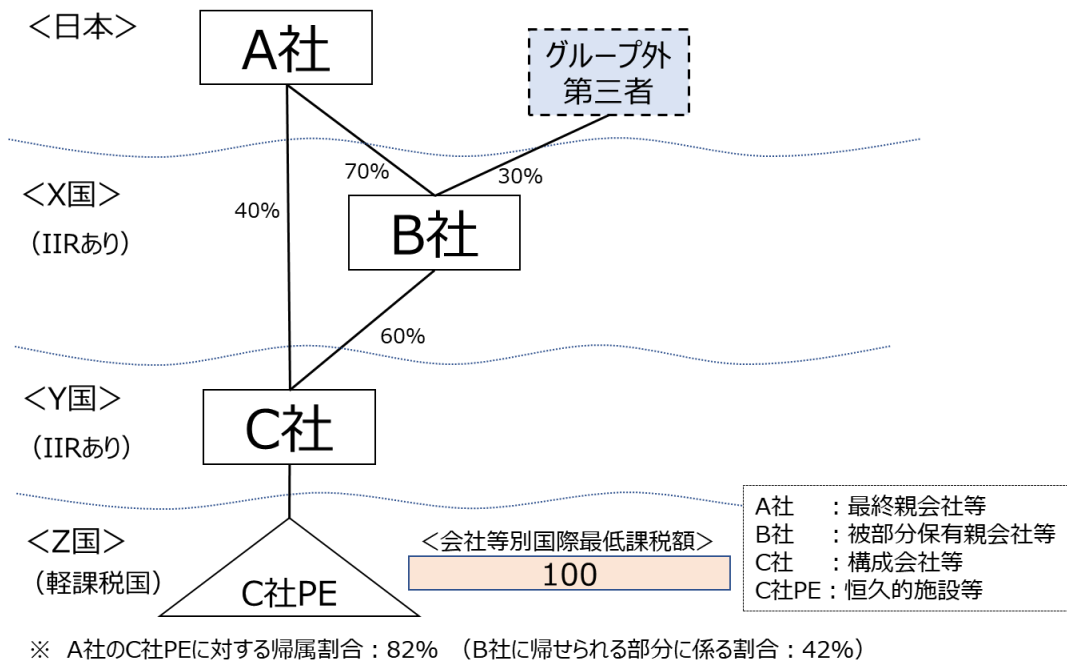 ＜日本＞
A社
グループ外
第三者
70%
30%
＜X国＞
（IIRあり）
40%
B社
60%
＜Y国＞
（IIRあり）
C社
＜Z国＞
（軽課税国）
C社PE
＜会社等別国際最低課税額＞
100
A社　　：最終親会社等
B社　　：被部分保有親会社等
C社　　：構成会社等
C社PE：恒久的施設等
※　A社のC社PEに対する帰属割合：82%　（B社に帰せられる部分に係る割合：42%）